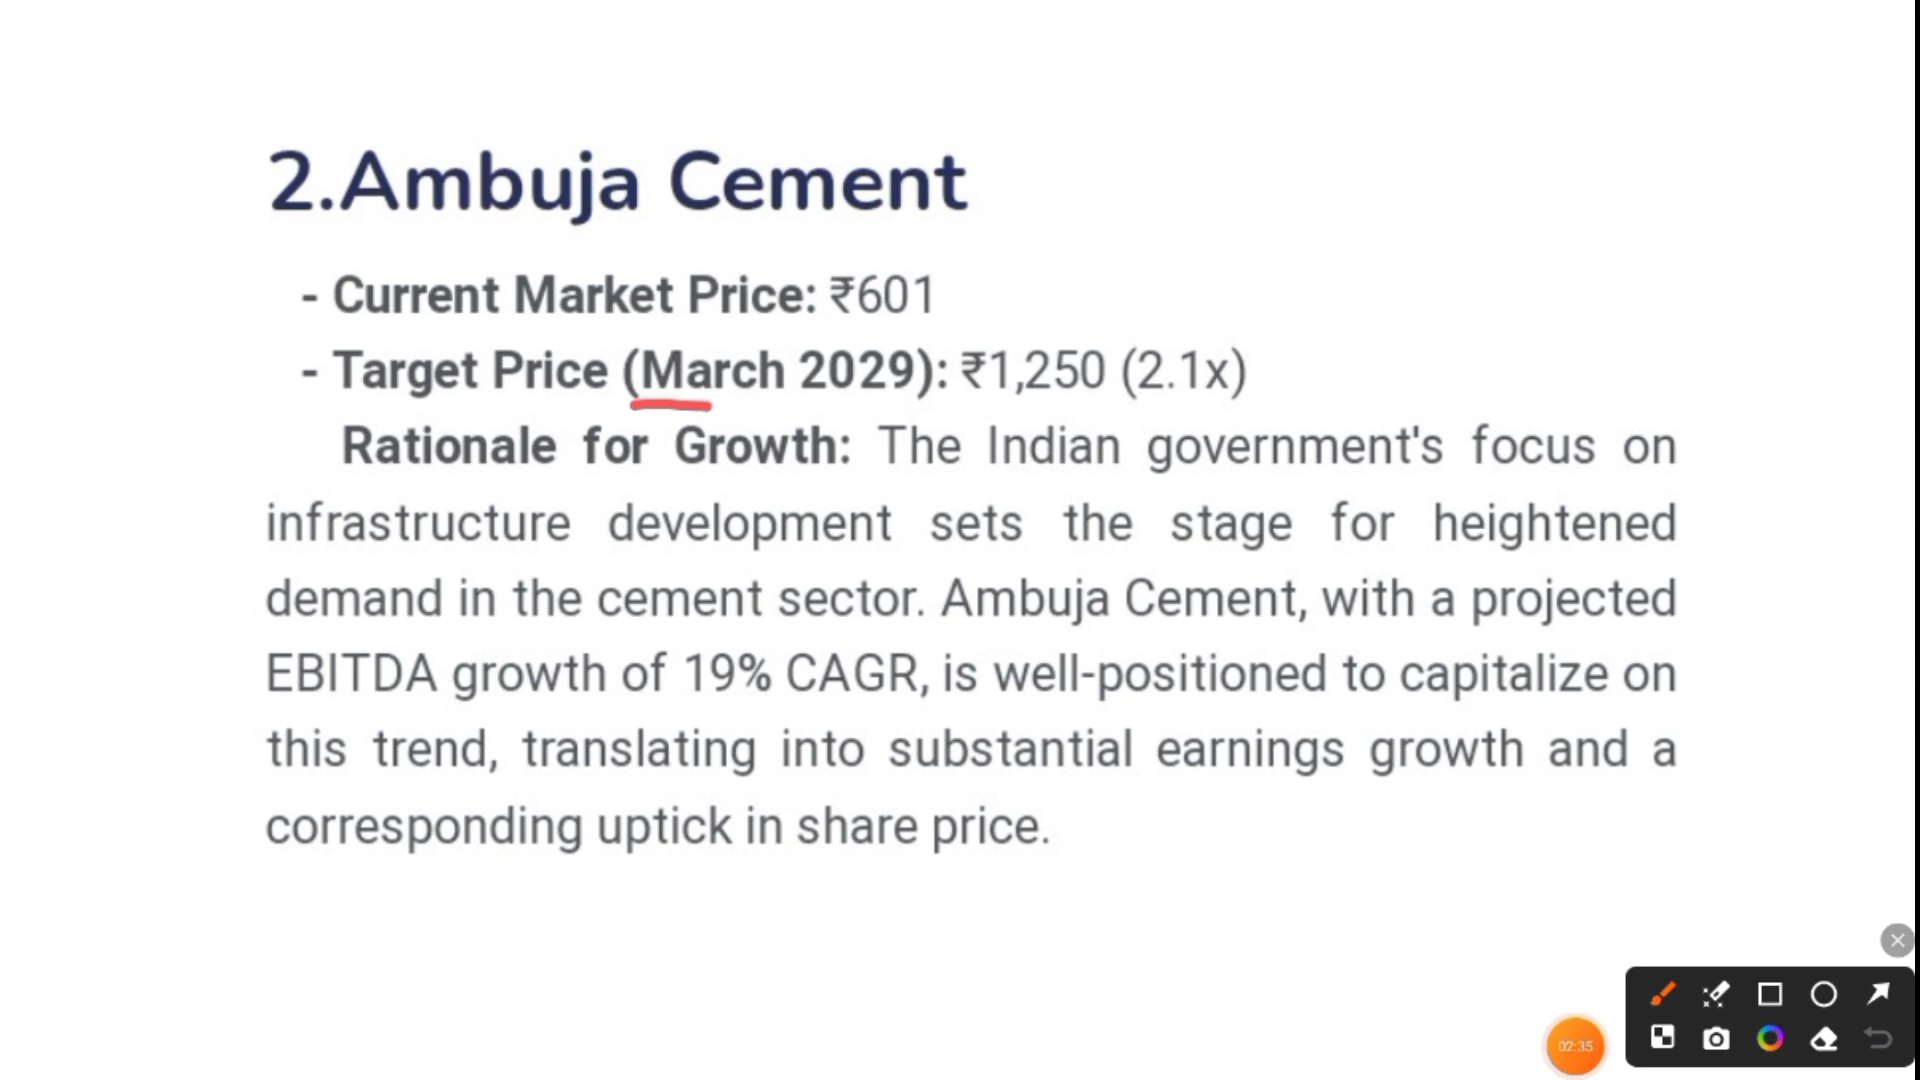 2.Ambuja Cement
- Current Market Price: ₹601
- Target Price (March 2029): ₹1,250 (2.1x)
Rationale for Growth: The Indian government's focus on
infrastructure development sets the stage for heightened
demand in the cement sector. Ambuja Cement, with a projected
EBITDA growth of 19% CAGR, is well-positioned to capitalize on
this trend, translating into substantial earnings growth and a
corresponding uptick in share price.
02:35